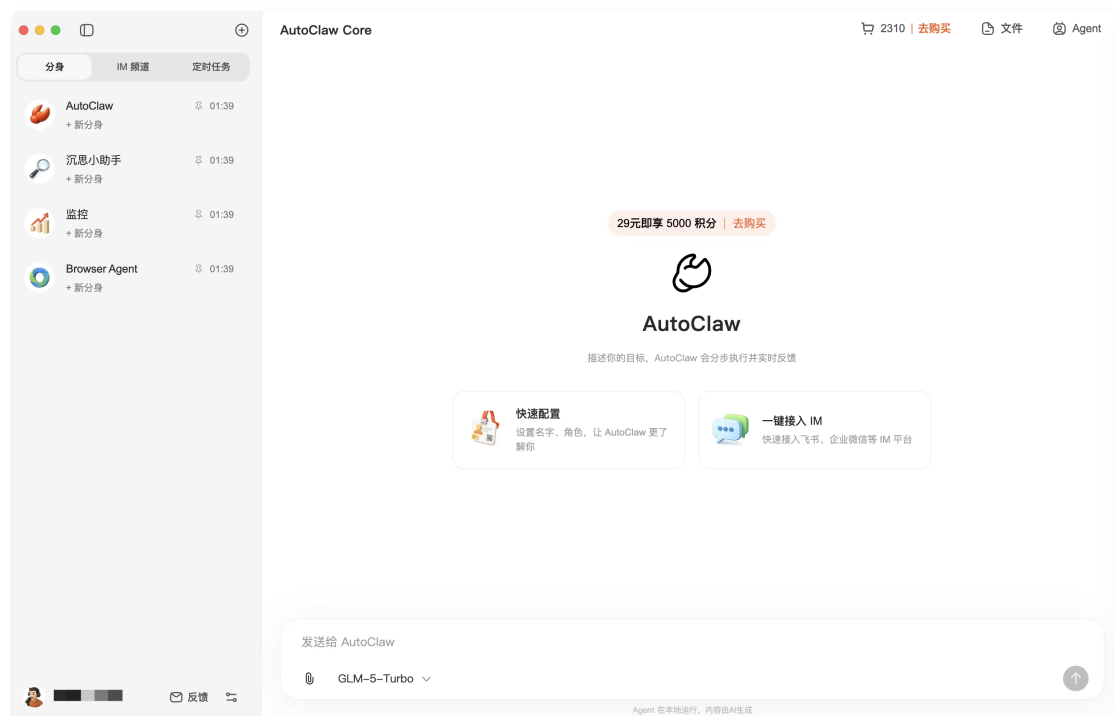 AutoClaw Core
2310 | 去购买
文件
Agent
分身
IM 频道
定时任务
AutoClaw
01:39
+ 新分身
沉思小助手
01:39
+ 新分身
监控
01:39
+ 新分身
Browser Agent
01:39
+ 新分身
29元即享 5000 积分 | 去购买
AutoClaw
描述你的目标，AutoClaw 会分步执行并实时反馈
快速配置
设置名字、角色，让 AutoClaw 更了
解你
一键接入 IM
快速接入飞书、企业微信等 IM 平台
发送给 AutoClaw
GLM-5-Turbo
反馈
Agent 在本地运行，内容由AI生成